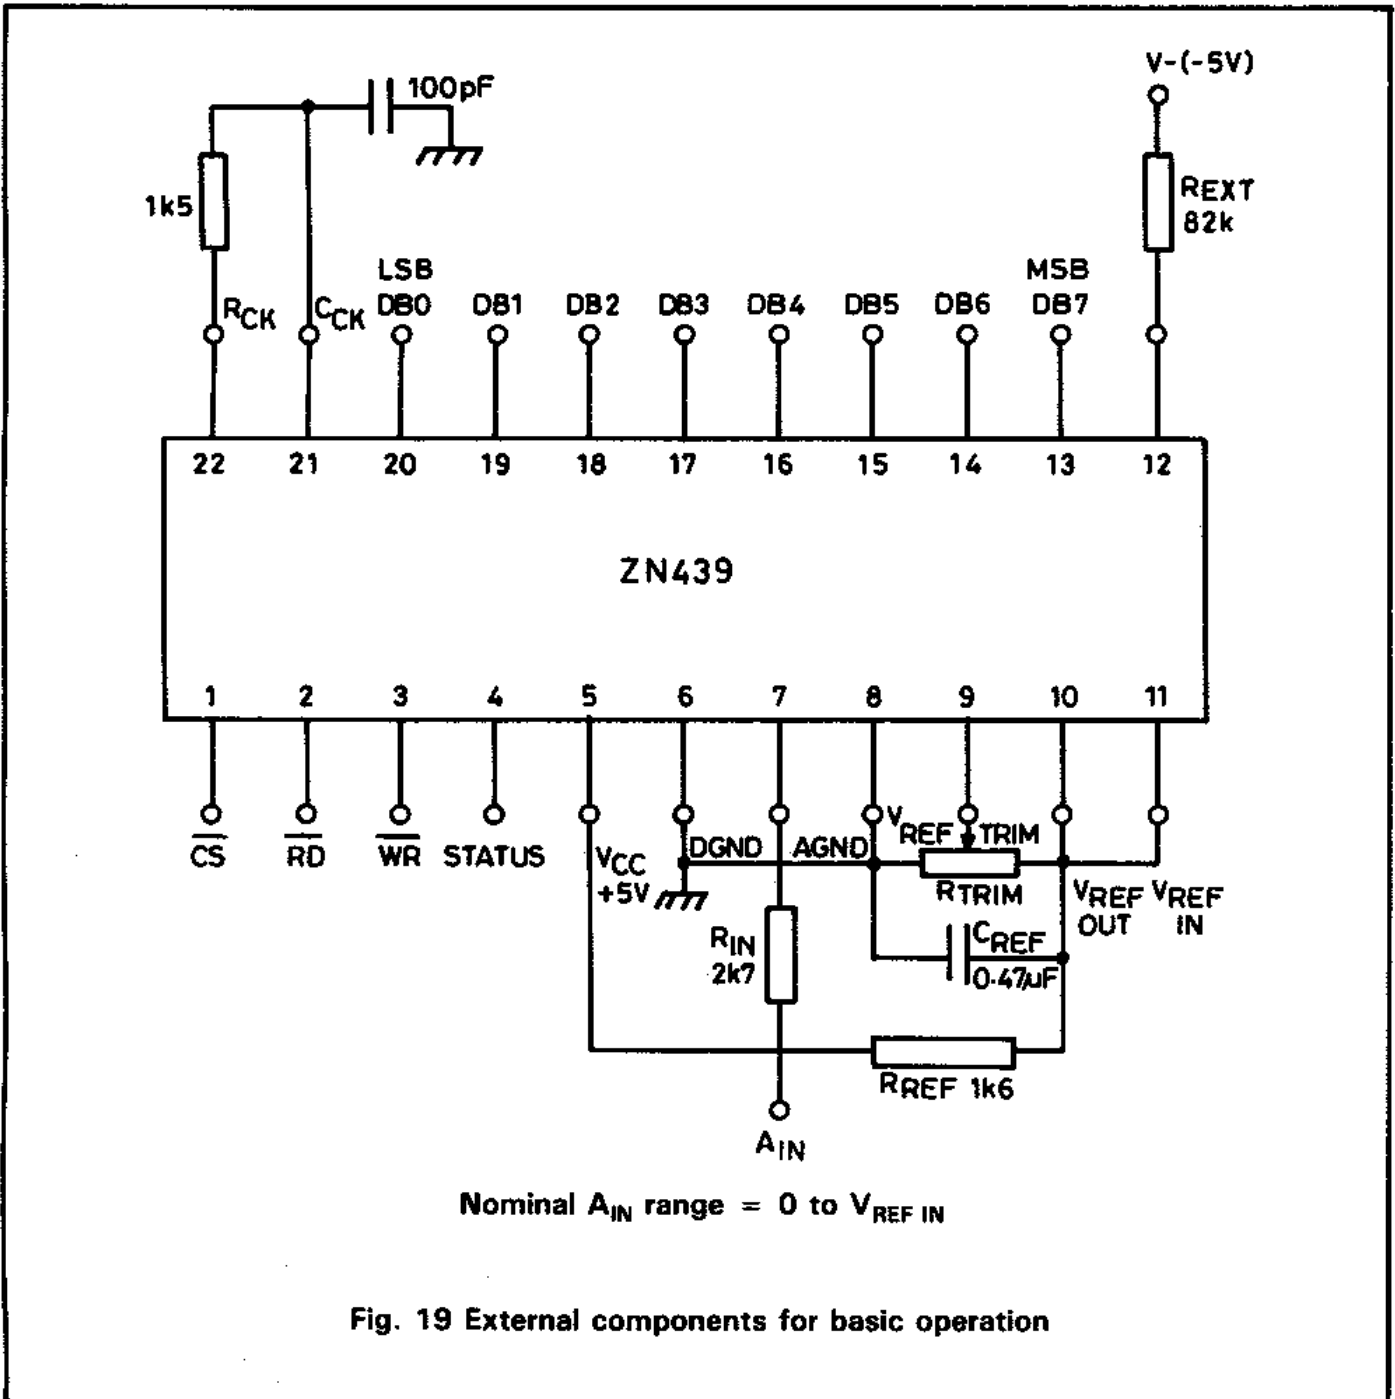 V-(-5V)
100pF
1k5
REXT
82k
LSB
MSB
RCK
CCK
DB0 DB1 DB2 DB3 DB4 DB5 DB6 DB7
22 21 20 19 18 17 16 15 14 13 12
ZN439
1 2 3 4 5 6 7 8 9 10 11
CS RD WR STATUS
VCC
+5V
DGND
AGND
VREF TRIM
RTRIM
VREF
OUT
VREF
IN
RIN
2k7
CREF
0.47µF
RREF 1k6
AIN
Nominal AIN range = 0 to VREF IN
Fig. 19 External components for basic operation